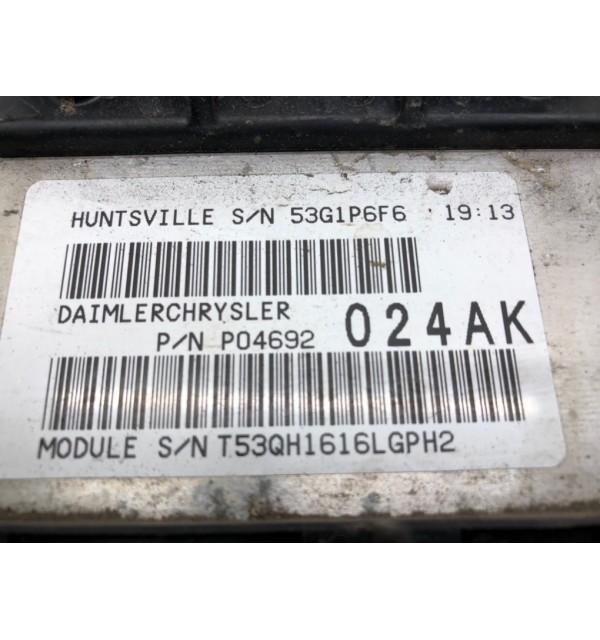 HUNTSVILLE S/N 53G1P6F6 19:13
DAIMLERCHRYSLER
P/N P04692 024AK
MODULE S/N T53QH1616LGPH2